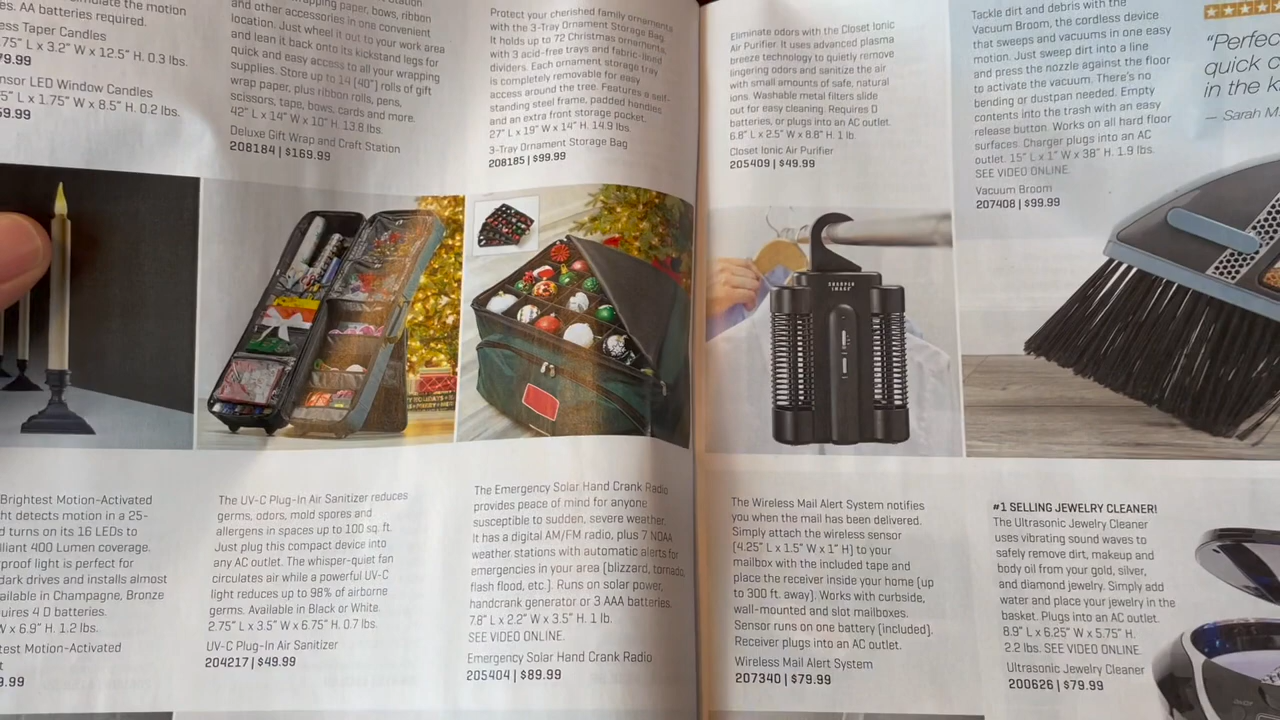 simulate the motion
es. AA batteries required.
ess Taper Candles
.75" L x 3.2" W x 12.5" H. 0.3 lbs.
79.99
nsor LED Window Candles
5" L x 1.75" W x 8.5" H. 0.2 lbs.
59.99
wrapping paper, bows, ribbon
and other accessories in one convenient
location. Just wheel it out to your work area
and lean it back onto its kickstand legs for
quick and easy access to all your wrapping
supplies. Store up to 14 (40") rolls of gift
wrap paper, plus ribbon rolls, pens,
scissors, tape, bows, cards and more.
42" L x 14" W x 10" H. 13.8 lbs.
Deluxe Gift Wrap and Craft Station
208184 | $169.99
Protect your cherished family ornaments
with the 3-Tray Ornament Storage Bag.
It holds up to 72 Christmas ornaments,
with 3 acid-free trays and fabric-lined
dividers. Each ornament storage tray
is completely removable for easy
access around the tree. Features a self-
standing steel frame, padded handles
and an extra front storage pocket.
27" L x 19" W x 14" H. 14.9 lbs.
3-Tray Ornament Storage Bag
208185 | $99.99
Eliminate odors with the Closet Ionic
Air Purifier. It uses advanced plasma
breeze technology to quietly remove
lingering odors and sanitize the air
with small amounts of safe, natural
ions. Washable metal filters slide
out for easy cleaning. Requires D
batteries, or plugs into an AC outlet.
6.8" L x 2.5" W x 8.8" H. 1 lb.
Closet Ionic Air Purifier
205409 | $49.99
Tackle dirt and debris with the
Vacuum Broom, the cordless device
that sweeps and vacuums in one easy
motion. Just sweep dirt into a line
and press the nozzle against the floor
to activate the vacuum. There's no
bending or dustpan needed. Empty
contents into the trash with an easy
release button. Works on all hard floor
surfaces. Charger plugs into an AC
outlet. 15" L x 1" W x 38" H. 1.9 lbs.
SEE VIDEO ONLINE.
Vacuum Broom
207408 | $99.99
"Perfec
quick c
in the k
— Sarah M.
SHARPER
IMAGE
Brightest Motion-Activated
ht detects motion in a 25-
d turns on its 16 LEDs to
lliant 400 Lumen coverage.
proof light is perfect for
dark drives and installs almost
ailable in Champagne, Bronze
uires 4 D batteries.
W x 6.9" H. 1.2 lbs.
test Motion-Activated
t
9.99
The UV-C Plug-In Air Sanitizer reduces
germs, odors, mold spores and
allergens in spaces up to 100 sq. ft.
Just plug this compact device into
any AC outlet. The whisper-quiet fan
circulates air while a powerful UV-C
light reduces up to 98% of airborne
germs. Available in Black or White.
2.75" L x 3.5" W x 6.75" H. 0.7 lbs.
UV-C Plug-In Air Sanitizer
204217 | $49.99
The Emergency Solar Hand Crank Radio
provides peace of mind for anyone
susceptible to sudden, severe weather.
It has a digital AM/FM radio, plus 7 NOAA
weather stations with automatic alerts for
emergencies in your area (blizzard, tornado,
flash flood, etc.). Runs on solar power,
handcrank generator or 3 AAA batteries.
7.8" L x 2.2" W x 3.5" H. 1 lb.
SEE VIDEO ONLINE.
Emergency Solar Hand Crank Radio
205404 | $89.99
The Wireless Mail Alert System notifies
you when the mail has been delivered.
Simply attach the wireless sensor
(4.25" L x 1.5" W x 1" H) to your
mailbox with the included tape and
place the receiver inside your home (up
to 300 ft. away). Works with curbside,
wall-mounted and slot mailboxes.
Sensor runs on one battery (included).
Receiver plugs into an AC outlet.
Wireless Mail Alert System
207340 | $79.99
#1 SELLING JEWELRY CLEANER!
The Ultrasonic Jewelry Cleaner
uses vibrating sound waves to
safely remove dirt, makeup and
body oil from your gold, silver,
and diamond jewelry. Simply add
water and place your jewelry in the
basket. Plugs into an AC outlet.
8.9" L x 6.25" W x 5.75" H.
2.2 lbs. SEE VIDEO ONLINE.
Ultrasonic Jewelry Cleaner
200626 | $79.99